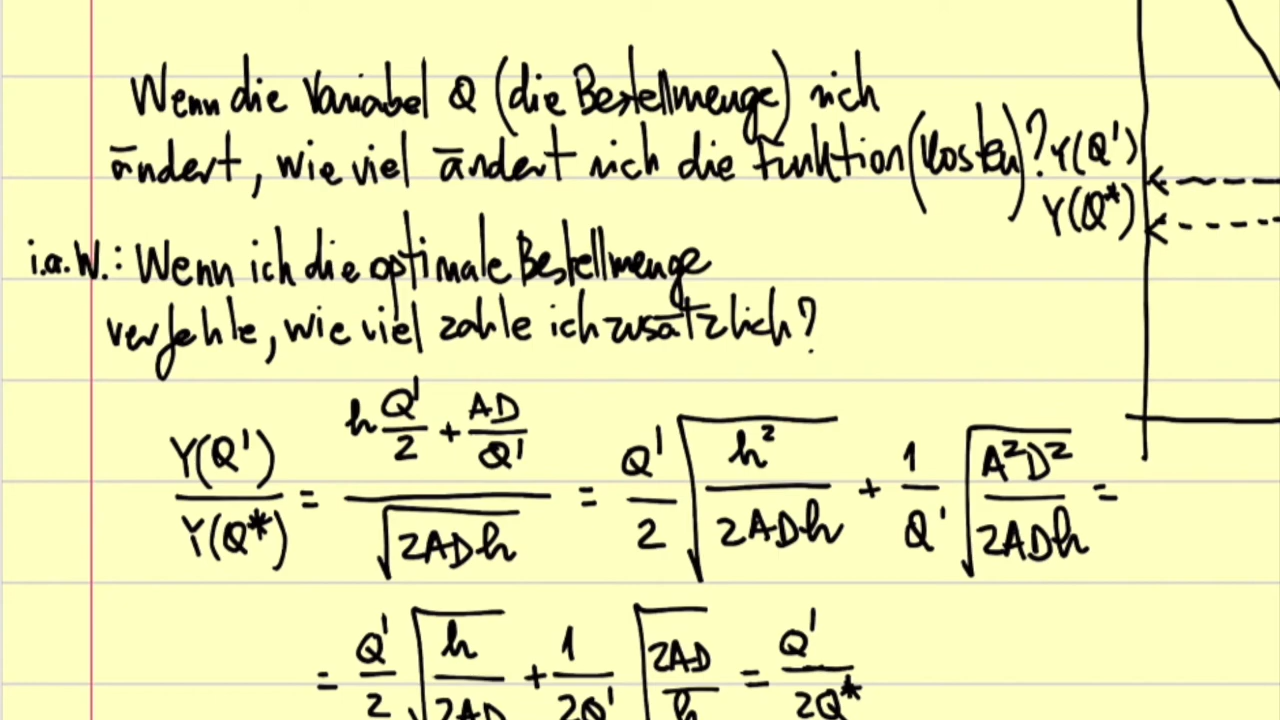 Wenn die Variabel Q (die Bestellmenge) sich
ändert, wie viel ändert sich die Funktion (Kosten)? Y(Q')
Y(Q*)
i.a.W.: Wenn ich die optimale Bestellmenge
verfehle, wie viel zahle ich zusätzlich?
Y(Q')/Y(Q*) = (h Q'/2 + AD/Q')/√(2ADh) = Q'/2 √(h²/(2ADh)) + 1/Q' √(A²D²/(2ADh)) =
= Q'/2 √(h/(2AD)) + 1/(2Q') √(2AD/h) = Q'/(2Q*)